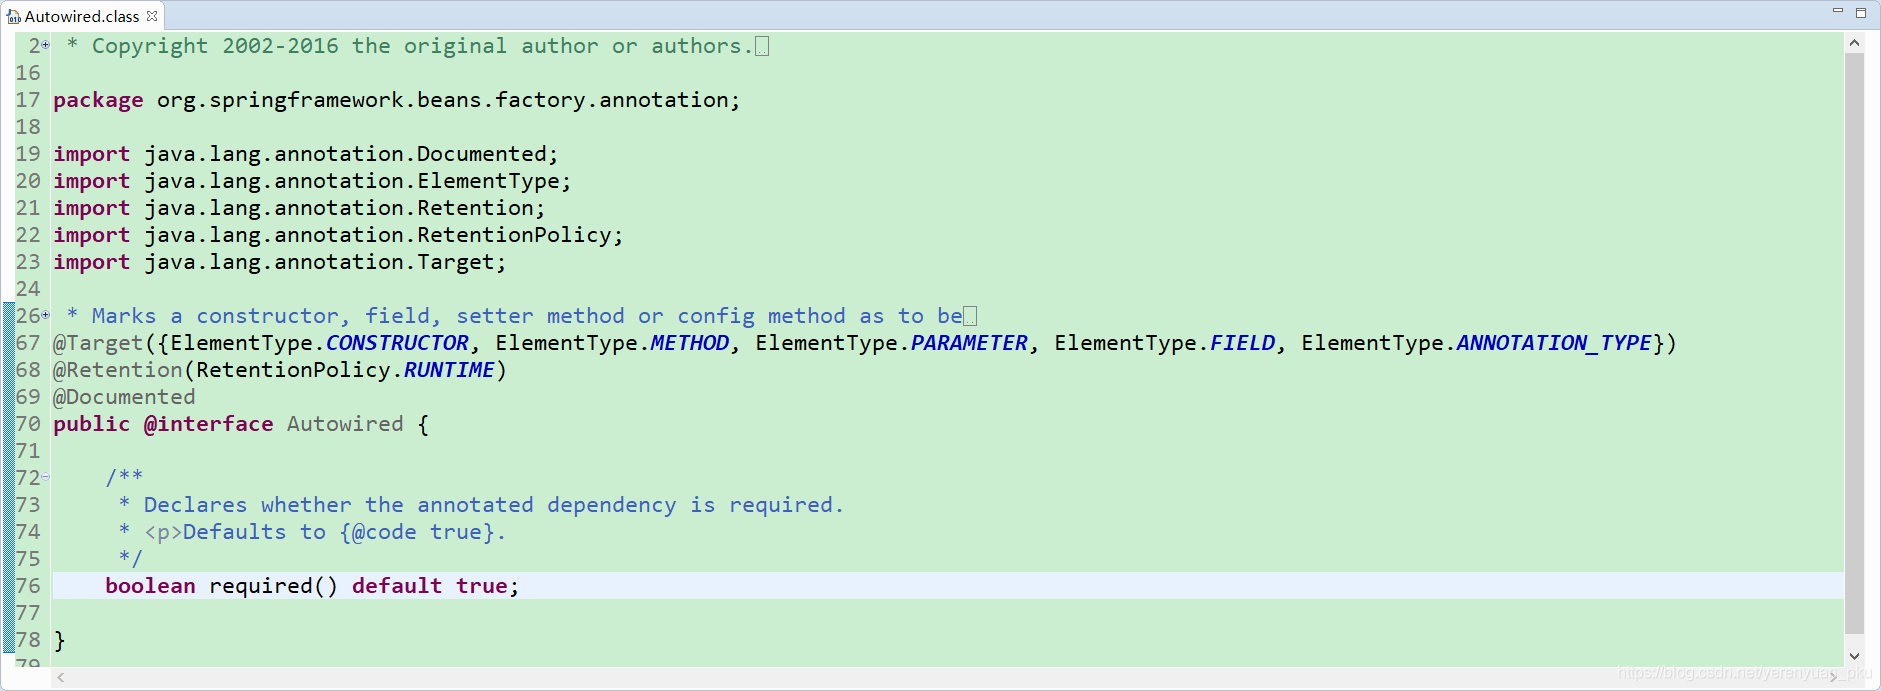 Autowired.class
2 * Copyright 2002-2016 the original author or authors.
16
17 package org.springframework.beans.factory.annotation;
18
19 import java.lang.annotation.Documented;
20 import java.lang.annotation.ElementType;
21 import java.lang.annotation.Retention;
22 import java.lang.annotation.RetentionPolicy;
23 import java.lang.annotation.Target;
24
26 * Marks a constructor, field, setter method or config method as to be
67 @Target({ElementType.CONSTRUCTOR, ElementType.METHOD, ElementType.PARAMETER, ElementType.FIELD, ElementType.ANNOTATION_TYPE})
68 @Retention(RetentionPolicy.RUNTIME)
69 @Documented
70 public @interface Autowired {
71
72 /**
73 * Declares whether the annotated dependency is required.
74 * <p>Defaults to {@code true}.
75 */
76 boolean required() default true;
77
78 }
79
https://blog.csdn.net/yerenyuan_pku